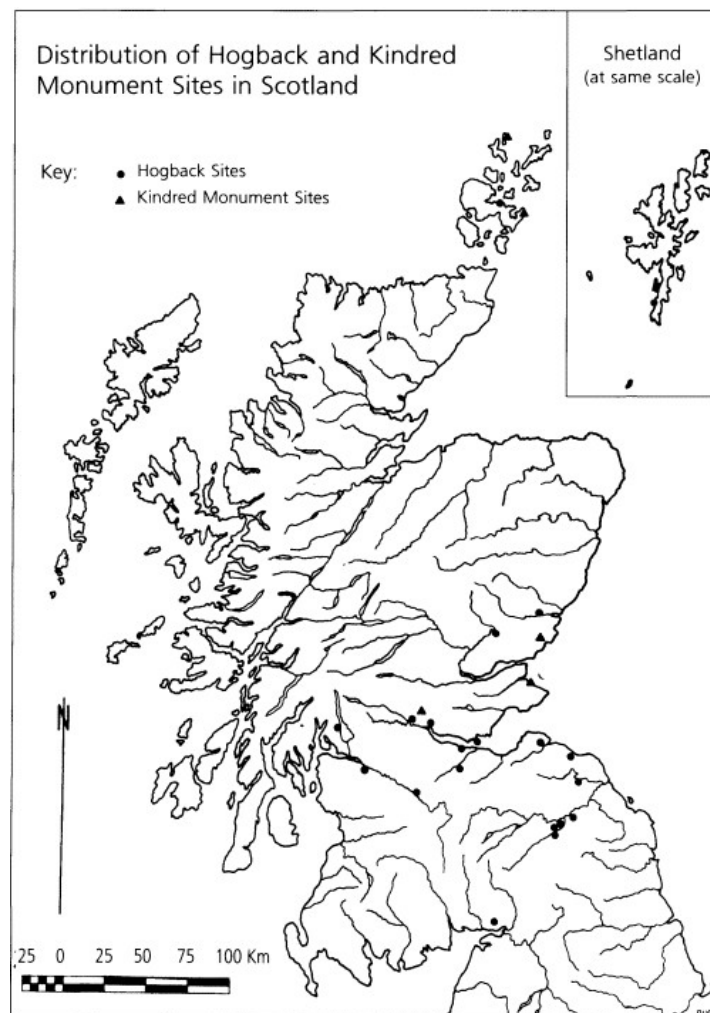 Distribution of Hogback and Kindred
Monument Sites in Scotland
Shetland
(at same scale)
Key:
Hogback Sites
Kindred Monument Sites
N
25 0 25 50 75 100 Km